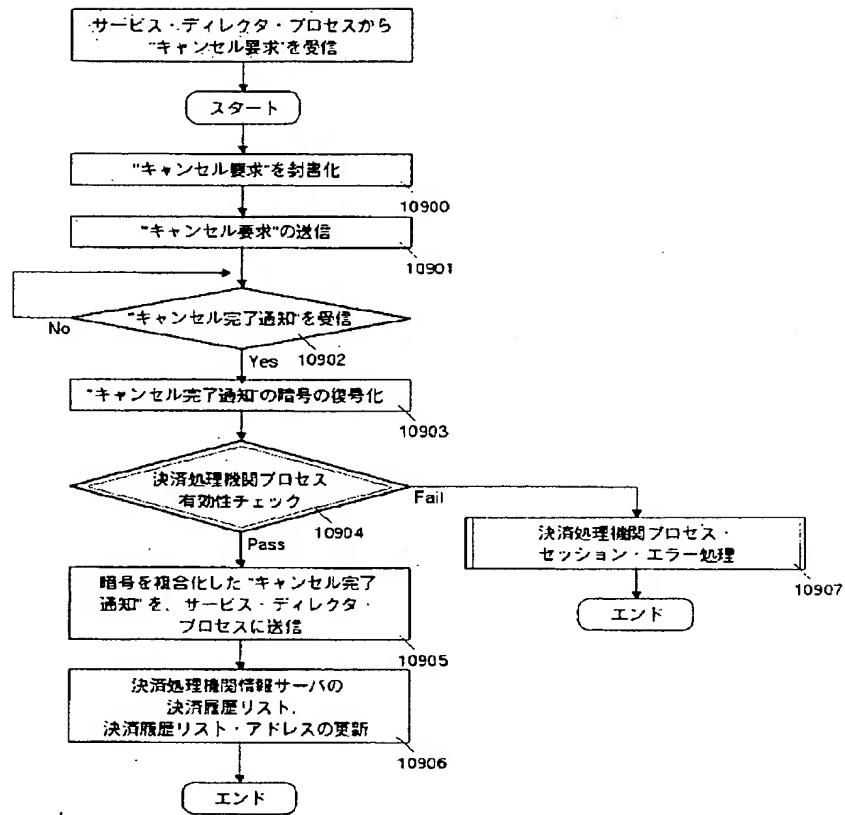 サービス・ディレクタ・プロセスから
"キャンセル要求"を受信
スタート
"キャンセル要求"を封書化
10900
"キャンセル要求"の送信
10901
"キャンセル完了通知"を受信
No
10902
Yes
"キャンセル完了通知"の暗号の復号化
10903
決済処理機関プロセス
有効性チェック
10904
Fail
Pass
決済処理機関プロセス・
セッション・エラー処理
10907
エンド
暗号を複合化した"キャンセル完了
通知"を、サービス・ディレクタ・
プロセスに送信
10905
決済処理機関情報サーバの
決済履歴リスト、
決済履歴リスト・アドレスの更新
10906
エンド